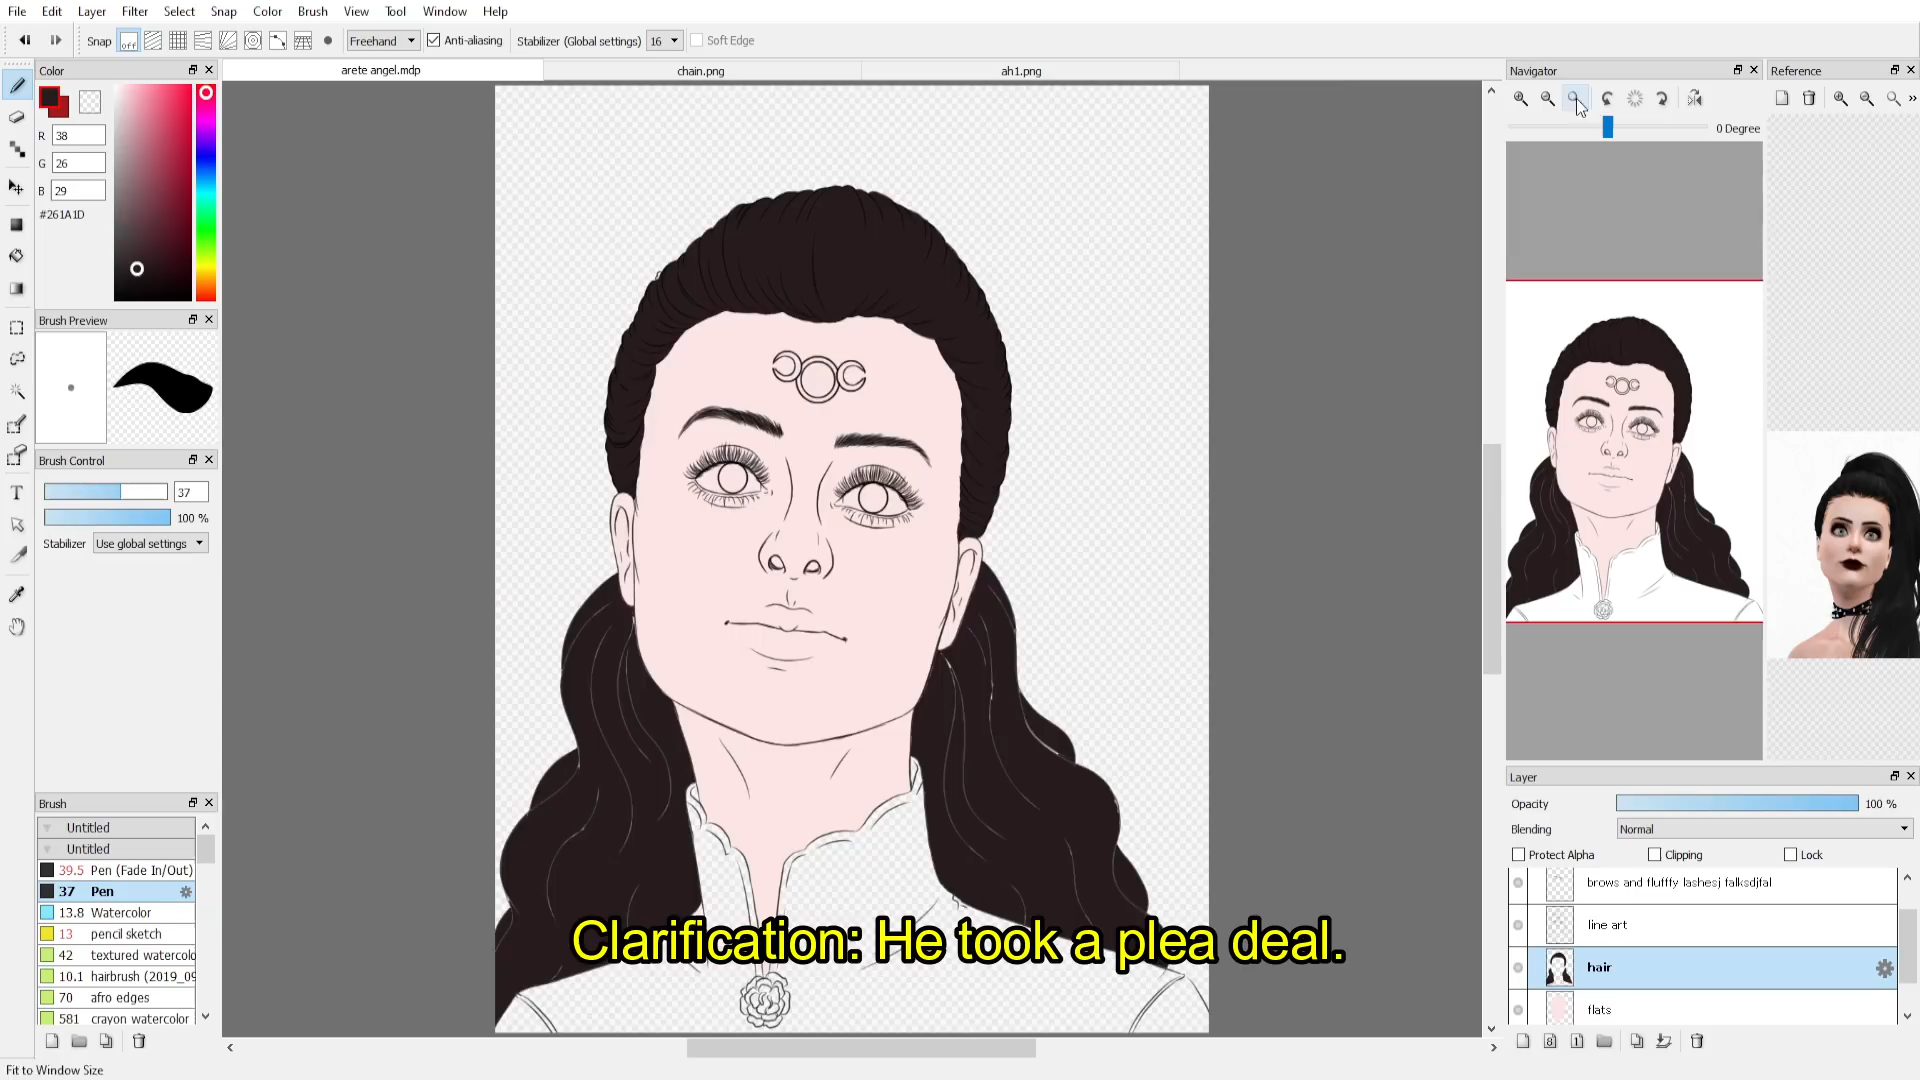 File Edit Layer Filter Select Snap Color Brush View Tool Window Help
Snap off Freehand Anti-aliasing Stabilizer (Global settings) 16 Soft Edge
Color
arete angel.mdp chain.png ah1.png
Navigator
Reference
R 38
G 26
B 29
#261A1D
0 Degree
Brush Preview
Brush Control
37
100 %
Stabilizer Use global settings
Brush
Untitled
Untitled
39.5 Pen (Fade In/Out)
37 Pen
13.8 Watercolor
13 pencil sketch
42 textured watercolo
10.1 hairbrush (2019_09
70 afro edges
581 crayon watercolor
Clarification: He took a plea deal.
Layer
Opacity 100 %
Blending Normal
Protect Alpha Clipping Lock
brows and flufffy lashesj falksdjfal
line art
hair
flats
8 1
Fit to Window Size